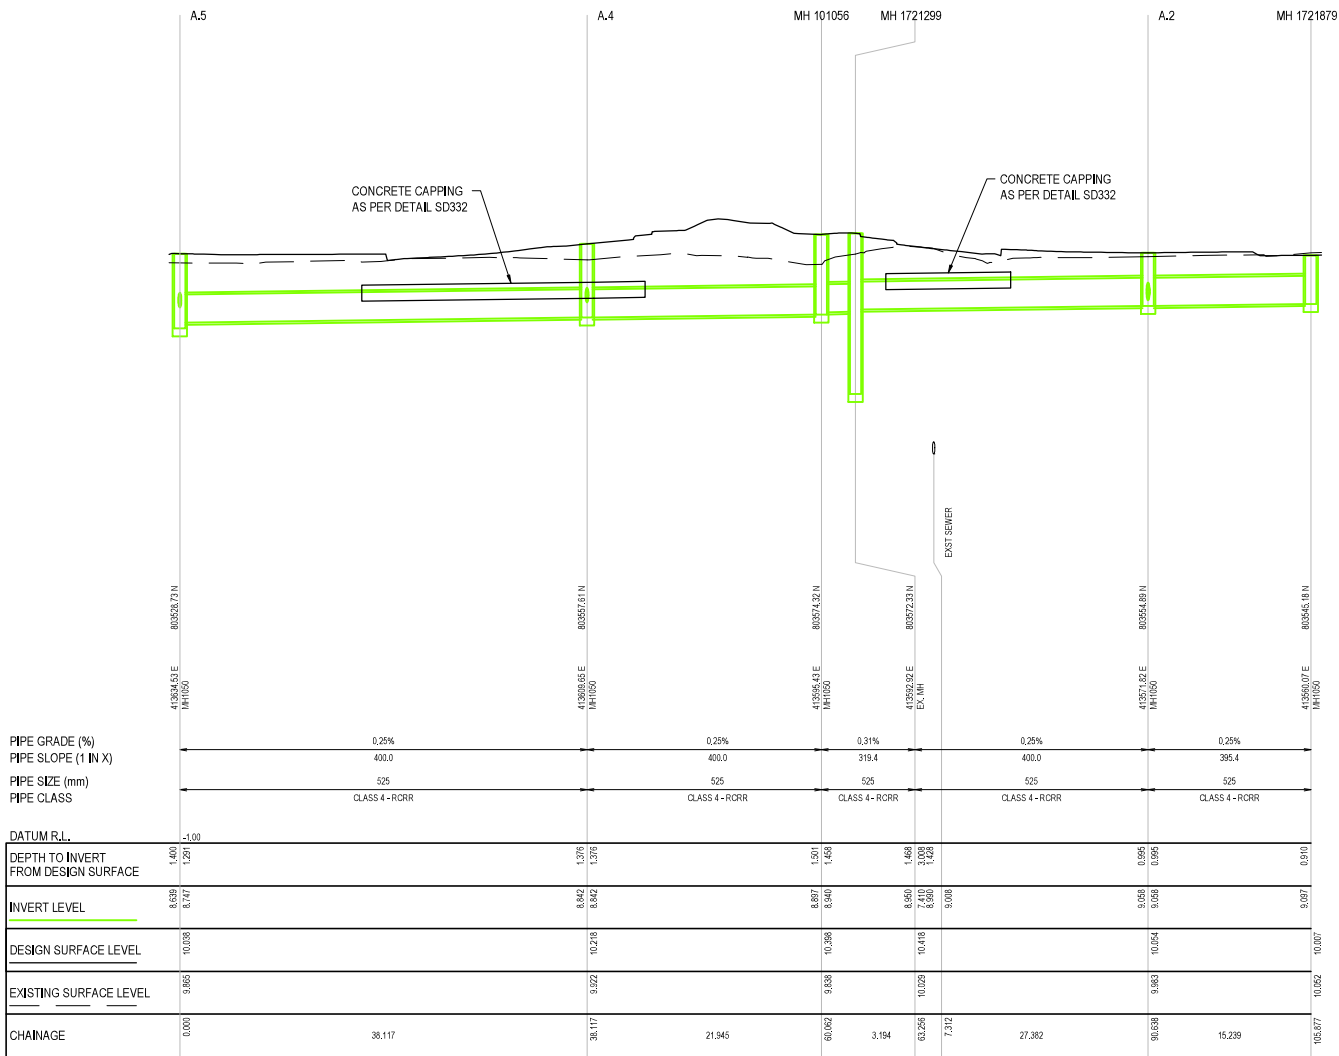 A.5
A.4
MH 101056
MH 1721299
A.2
MH 1721879
CONCRETE CAPPING
AS PER DETAIL SD332
CONCRETE CAPPING
AS PER DETAIL SD332
EXST SEWER
803528.73 N
803557.61 N
803574.32 N
803572.33 N
803554.89 N
803545.18 N
413634.53 E
MH1050
413609.65 E
MH1050
413595.43 E
MH1050
413592.92 E
EX. MH
413571.82 E
MH1050
413560.07 E
MH1050
PIPE GRADE (%) 0.25% 0.25% 0.31% 0.25% 0.25%
PIPE SLOPE (1 IN X) 400.0 400.0 319.4 400.0 395.4
PIPE SIZE (mm) 525 525 525 525 525
PIPE CLASS CLASS 4 - RCRR CLASS 4 - RCRR CLASS 4 - RCRR CLASS 4 - RCRR CLASS 4 - RCRR
DATUM R.L. -1.00
DEPTH TO INVERT
FROM DESIGN SURFACE
1.400 1.291 1.376 1.376 1.501 1.458 1.468 3.008 1.428 0.995 0.995 0.910
INVERT LEVEL 8.639 8.747 8.842 8.842 8.897 8.940 8.950 7.410 8.990 9.008 9.058 9.058 9.097
DESIGN SURFACE LEVEL 10.038 10.218 10.398 10.418 10.054 10.007
EXISTING SURFACE LEVEL 9.865 9.922 9.838 10.029 9.983 10.052
CHAINAGE 0.000 38.117 38.117 21.945 60.062 3.194 63.256 7.312 27.382 90.638 15.239 105.877